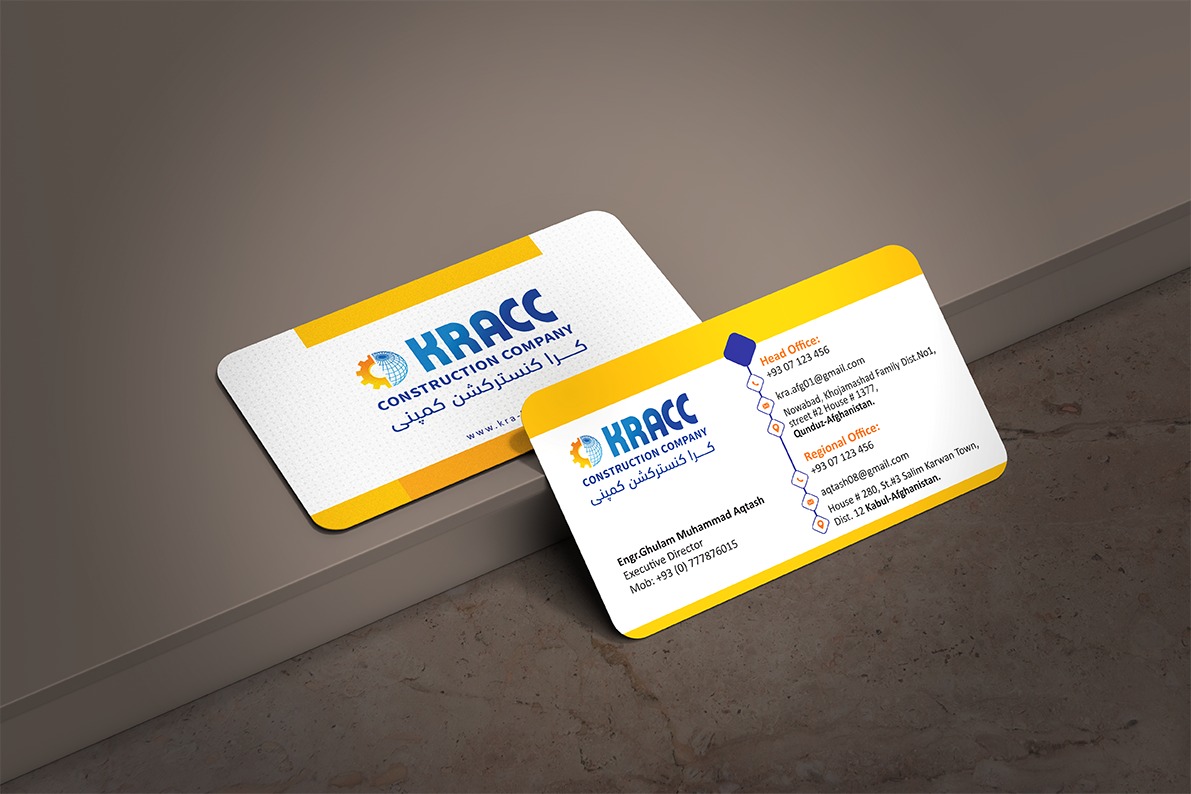 KRACC
CONSTRUCTION COMPANY
کرا کنسترکشن کمپنی
www.kra
KRACC
CONSTRUCTION COMPANY
کرا کنسترکشن کمپنی
Engr.Ghulam Muhammad Aqtash
Executive Director
Mob: +93 (0) 777876015
Head Office:
+93 07 123 456
kra.afg01@gmail.com
Nowabad, Khojamashad Family Dist.No1,
street #2 House # 1377,
Qunduz-Afghanistan.
Regional Office:
+93 07 123 456
aqtash08@gmail.com
House # 280, St.#3 Salim Karwan Town,
Dist. 12 Kabul-Afghanistan.